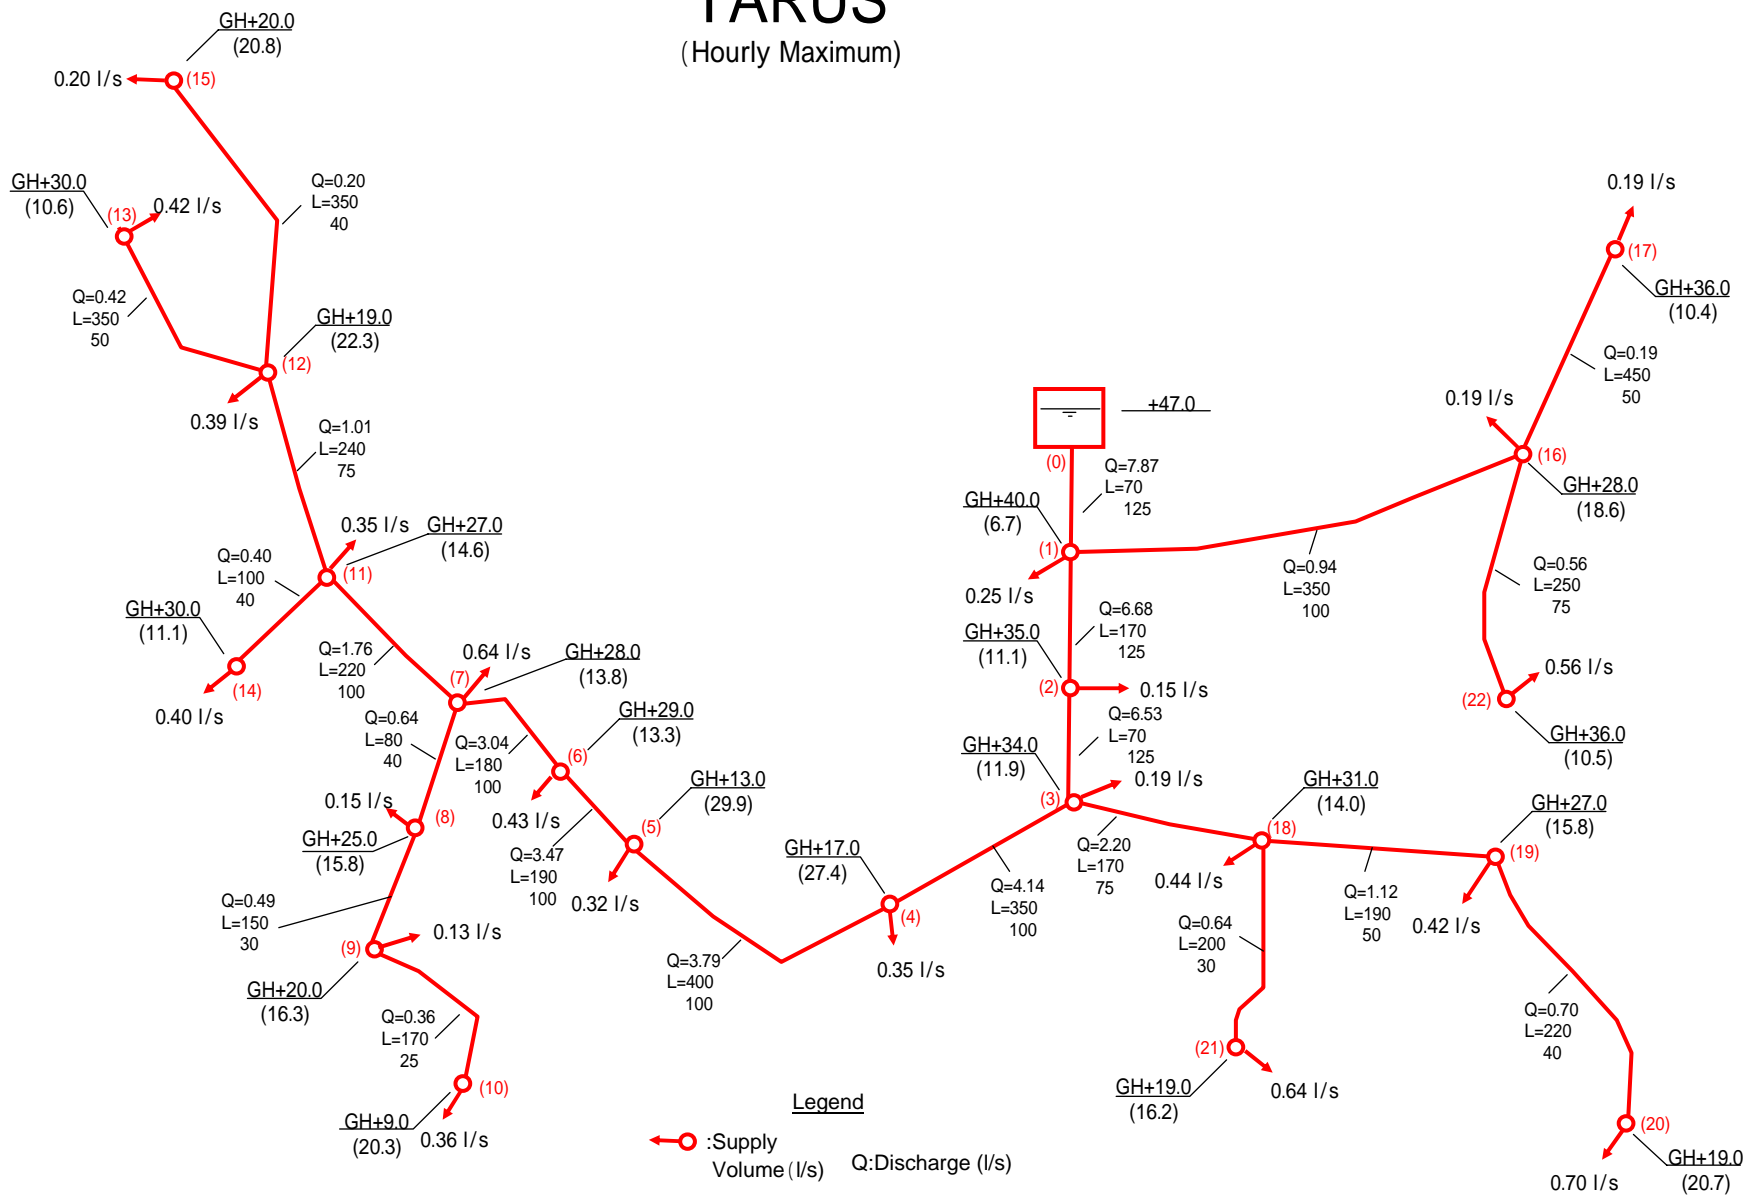 TARUS
(Hourly Maximum)
GH+20.0
(20.8)
0.20 l/s
(15)
GH+30.0
(10.6)
(13)
0.42 l/s
Q=0.20
L=350
40
Q=0.42
L=350
50
GH+19.0
(22.3)
(12)
0.39 l/s
Q=1.01
L=240
75
0.35 l/s
GH+27.0
(14.6)
(11)
Q=0.40
L=100
40
GH+30.0
(11.1)
(14)
0.40 l/s
Q=1.76
L=220
100
0.64 l/s
(7)
GH+28.0
(13.8)
Q=0.64
L=80
40
Q=3.04
L=180
100
GH+29.0
(13.3)
(6)
0.43 l/s
0.15 l/s
(8)
GH+25.0
(15.8)
Q=3.47
L=190
100
GH+13.0
(29.9)
(5)
0.32 l/s
Q=0.49
L=150
30
(9)
0.13 l/s
GH+20.0
(16.3)
Q=0.36
L=170
25
(10)
GH+9.0
(20.3)
0.36 l/s
Q=3.79
L=400
100
GH+17.0
(27.4)
(4)
0.35 l/s
Q=4.14
L=350
100
+47.0
(0)
Q=7.87
L=70
125
GH+40.0
(6.7)
(1)
0.25 l/s
Q=6.68
L=170
125
GH+35.0
(11.1)
(2)
0.15 l/s
Q=6.53
L=70
125
GH+34.0
(11.9)
(3)
0.19 l/s
Q=2.20
L=170
75
GH+31.0
(14.0)
(18)
0.44 l/s
Q=0.64
L=200
30
(21)
GH+19.0
(16.2)
0.64 l/s
Q=1.12
L=190
50
GH+27.0
(15.8)
(19)
0.42 l/s
Q=0.70
L=220
40
(20)
GH+19.0
(20.7)
0.70 l/s
Q=0.94
L=350
100
0.19 l/s
(17)
GH+36.0
(10.4)
Q=0.19
L=450
50
0.19 l/s
(16)
GH+28.0
(18.6)
Q=0.56
L=250
75
0.56 l/s
(22)
GH+36.0
(10.5)
Legend
:Supply
Volume (l/s)
Q:Discharge (l/s)